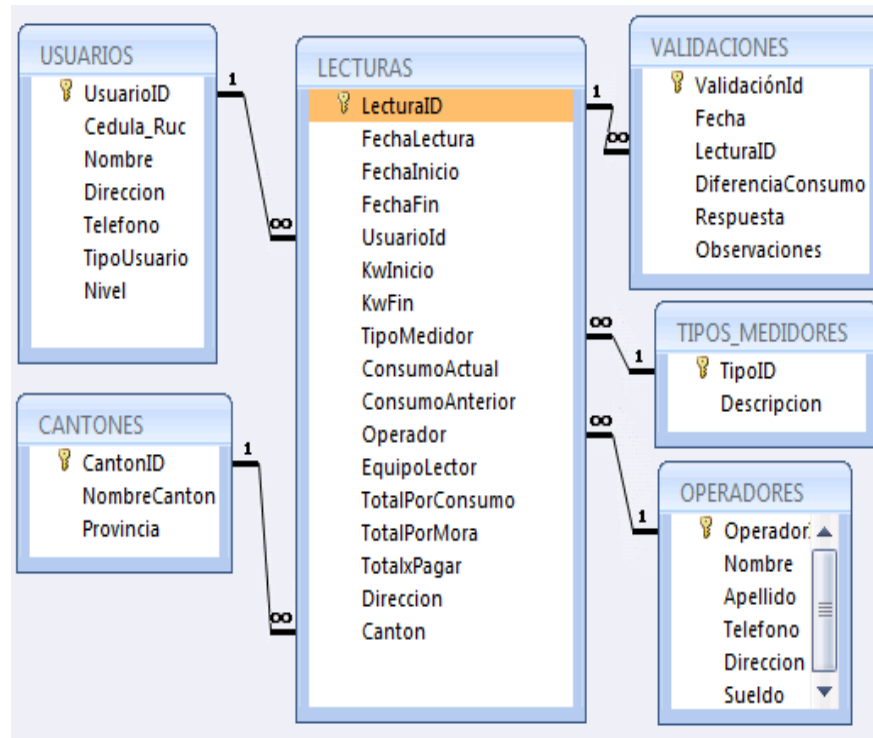 USUARIOS
UsuarioID
Cedula_Ruc
Nombre
Direccion
Telefono
TipoUsuario
Nivel
1
∞
CANTONES
CantonID
NombreCanton
Provincia
1
∞
LECTURAS
LecturaID
FechaLectura
FechaInicio
FechaFin
UsuarioId
KwInicio
KwFin
TipoMedidor
ConsumoActual
ConsumoAnterior
Operador
EquipoLector
TotalPorConsumo
TotalPorMora
TotalxPagar
Direccion
Canton
1
∞
VALIDACIONES
ValidaciónId
Fecha
LecturaID
DiferenciaConsumo
Respuesta
Observaciones
∞
1
TIPOS_MEDIDORES
TipoID
Descripcion
∞
1
OPERADORES
Operador
Nombre
Apellido
Telefono
Direccion
Sueldo